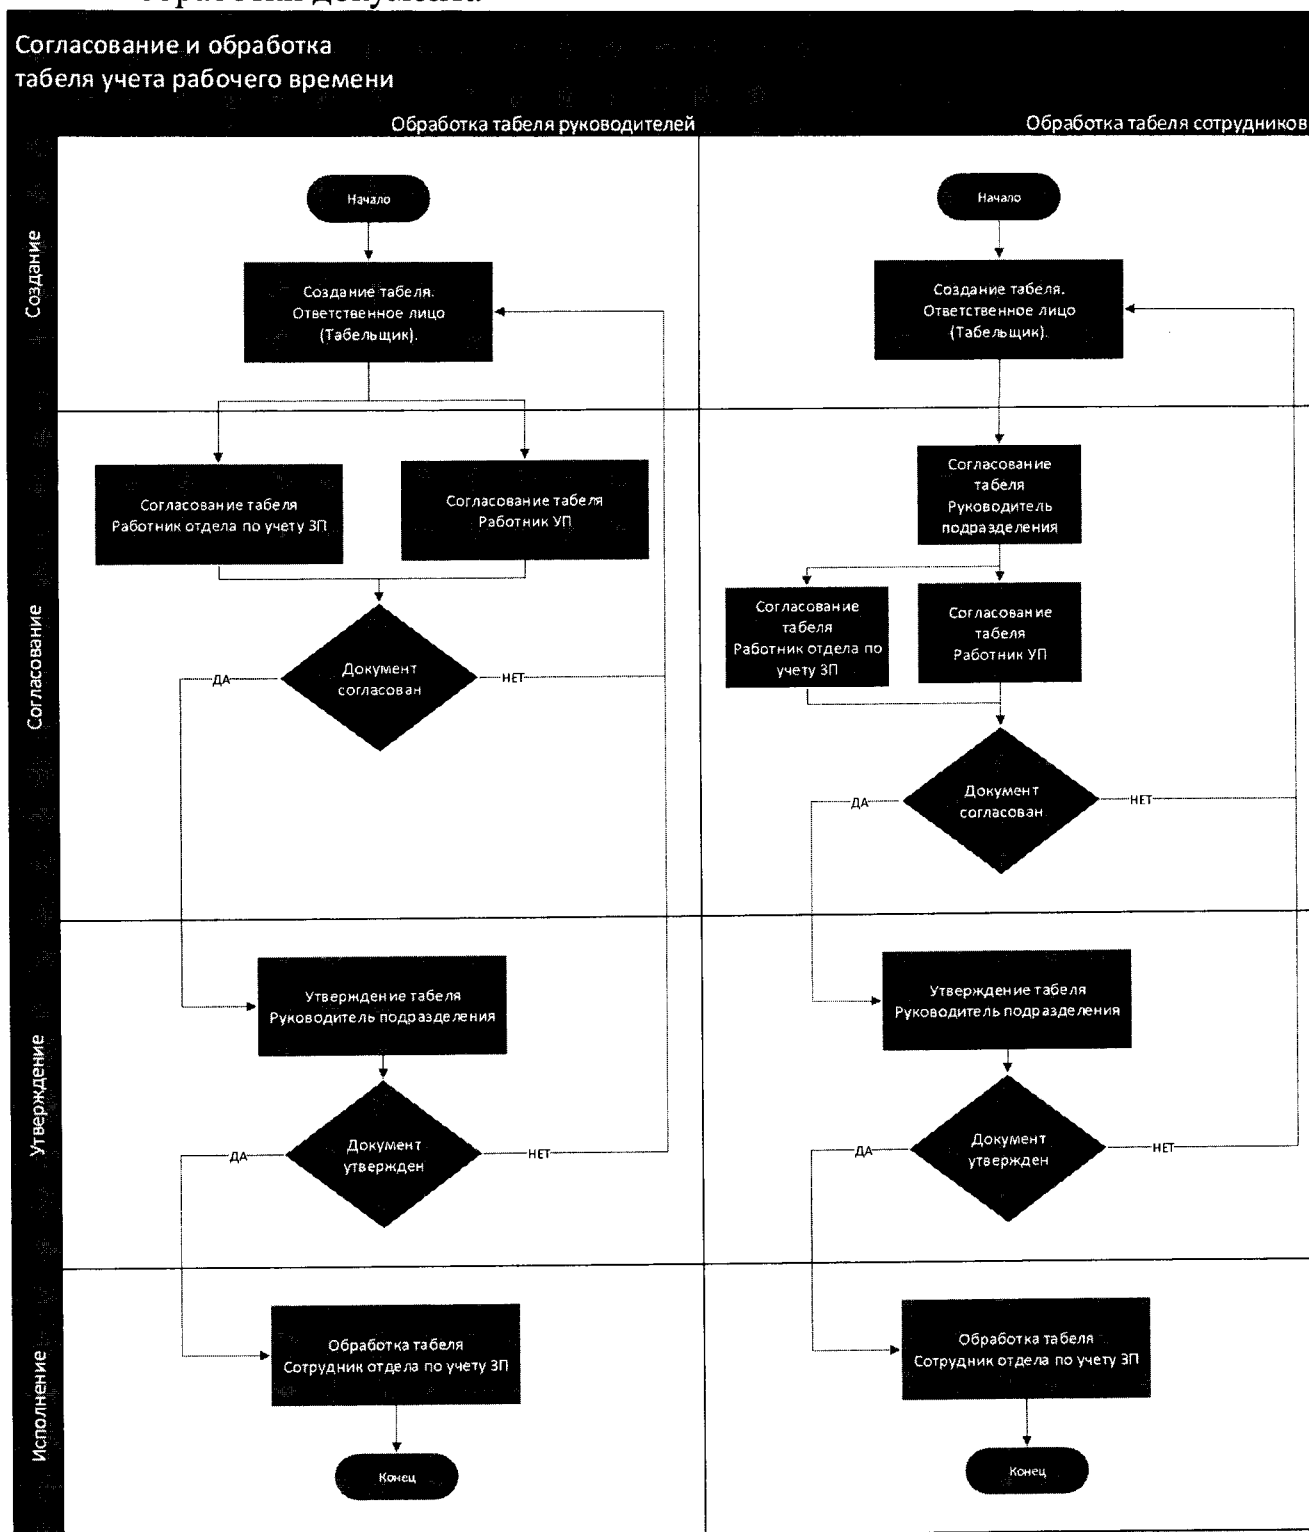 обработки документа
Согласование и обработка
табеля учета рабочего времени
Обработка табеля руководителей
Обработка табеля сотрудников
Создание
Начало
Создание табеля.
Ответственное лицо
(Табельщик).
Начало
Создание табеля.
Ответственное лицо
(Табельщик).
Согласование
Согласование табеля
Работник отдела по учету ЗП
Согласование табеля
Работник УП
Документ
согласован
ДА
НЕТ
Согласование
табеля
Руководитель
подразделения
Согласование
табеля
Работник отдела по
учету ЗП
Согласование
табеля
Работник УП
Документ
согласован
ДА
НЕТ
Утверждение
Утверждение табеля
Руководитель подразделения
Документ
утвержден
ДА
НЕТ
Утверждение табеля
Руководитель подразделения
Документ
утвержден
ДА
НЕТ
Исполнение
Обработка табеля
Сотрудник отдела по учету ЗП
Конец
Обработка табеля
Сотрудник отдела по учету ЗП
Конец